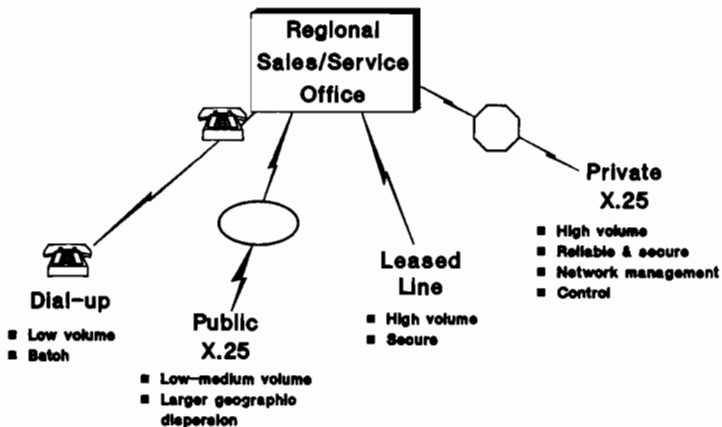 Regional
Sales/Service
Office
Private
X.25
■ High volume
■ Reliable & secure
■ Network management
■ Control
Leased
Line
■ High volume
■ Secure
Dial-up
■ Low volume
■ Batch
Public
X.25
■ Low-medium volume
■ Larger geographic
dispersion